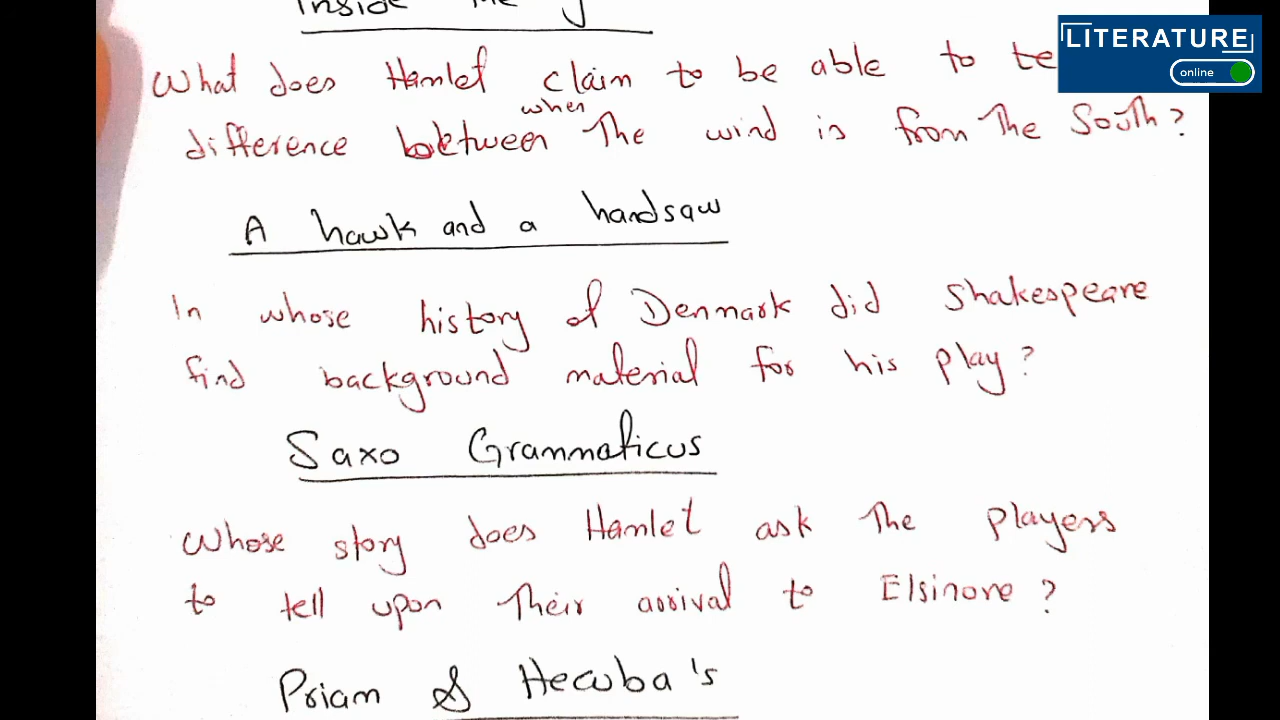 Inside the
LITERATURE
online
What does Hamlet claim to be able to te
difference between when the wind is from the South?
A hawk and a handsaw
In whose history of Denmark did Shakespeare
find background material for his play?
Saxo Grammaticus
Whose story does Hamlet ask the players
to tell upon their arrival to Elsinore?
Priam & Hecuba's